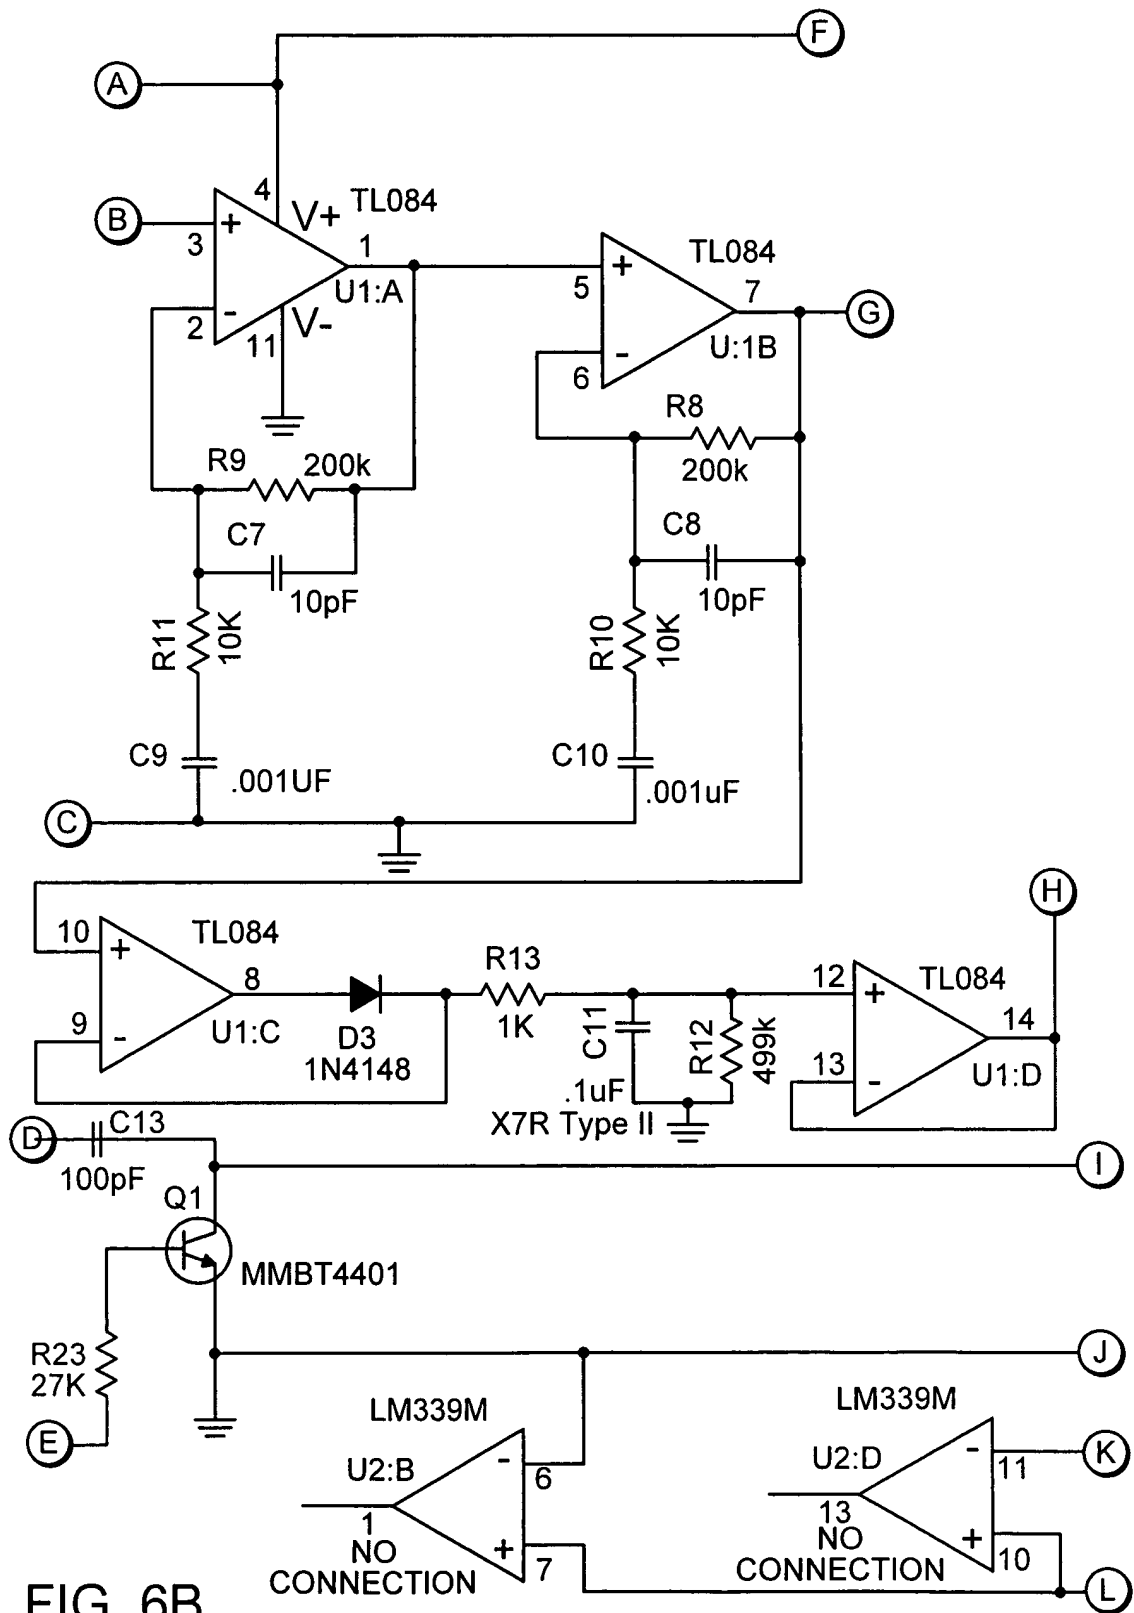 F
A
4
V+
TL084
B
+
3
1
U1:A
-
2
V-
11
TL084
+
5
7
G
U:1B
-
6
R8
200k
R9
200k
C7
10pF
C8
10pF
R11
10K
R10
10K
C9
.001UF
C10
.001uF
C
H
10
+
TL084
8
9
-
U1:C
D3
1N4148
R13
1K
C11
.1uF
X7R Type II
R12
499k
12
+
TL084
14
13
-
U1:D
D
C13
100pF
I
Q1
MMBT4401
R23
27K
J
E
LM339M
U2:B
-
6
1
NO
CONNECTION
+
7
LM339M
U2:D
-
11
K
13
NO
CONNECTION
+
10
L
FIG. 6B